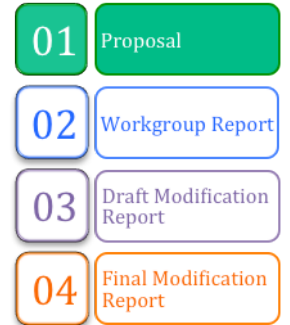 01
Proposal
02
Workgroup Report
03
Draft Modification
Report
04
Final Modification
Report